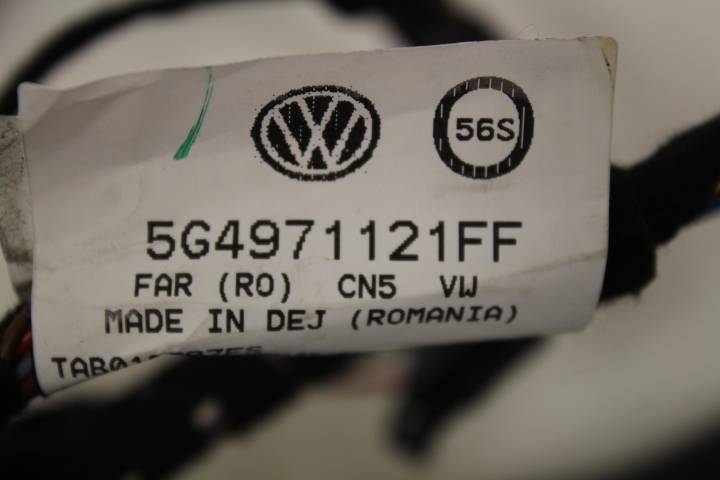 56S
5G4971121FF
FAR (RO) CN5 VW
MADE IN DEJ (ROMANIA)